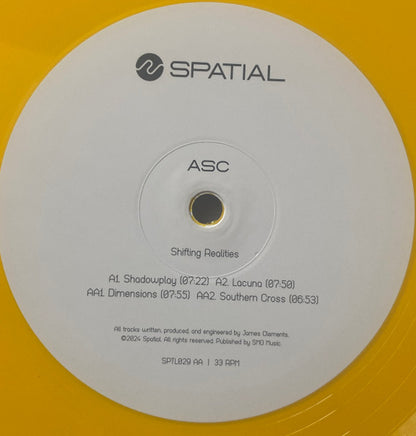 SPATIAL
ASC
Shifting Realities
A1. Shadowplay (07:22) A2. Lacuna (07:50)
AA1. Dimensions (07:55) AA2. Southern Cross (06:53)
All tracks written, produced, and engineered by James Clements.
©2024 Spatial. All rights reserved. Published by SMD Music.
SPTL029 AA | 33 RPM